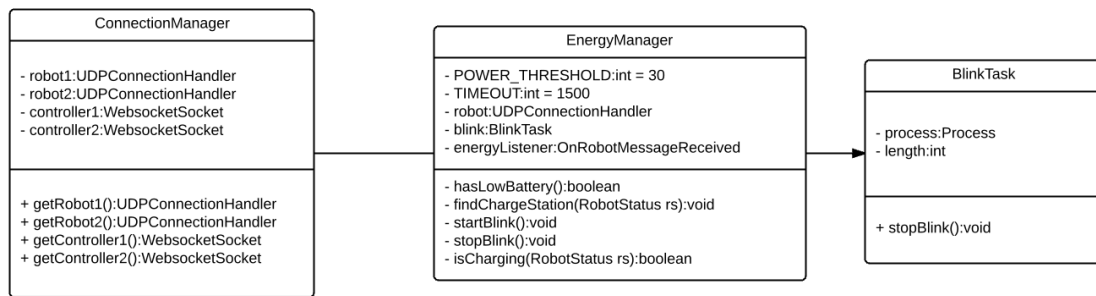 ConnectionManager
- robot1:UDPConnectionHandler
- robot2:UDPConnectionHandler
- controller1:WebsocketSocket
- controller2:WebsocketSocket
+ getRobot1():UDPConnectionHandler
+ getRobot2():UDPConnectionHandler
+ getController1():WebsocketSocket
+ getController2():WebsocketSocket
EnergyManager
- POWER_THRESHOLD:int = 30
- TIMEOUT:int = 1500
- robot:UDPConnectionHandler
- blink:BlinkTask
- energyListener:OnRobotMessageReceived
- hasLowBattery():boolean
- findChargeStation(RobotStatus rs):void
- startBlink():void
- stopBlink():void
- isCharging(RobotStatus rs):boolean
BlinkTask
- process:Process
- length:int
+ stopBlink():void